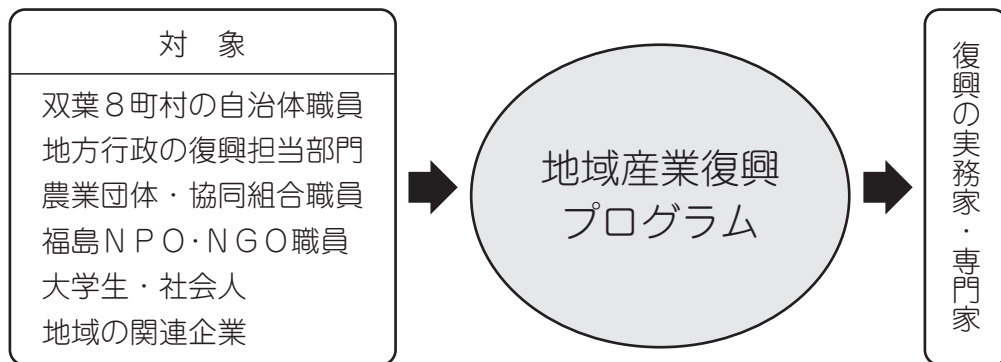 対　象
双葉８町村の自治体職員
地方行政の復興担当部門
農業団体・協同組合職員
福島ＮＰＯ･ＮＧＯ職員
大学生・社会人
地域の関連企業
地域産業復興
プログラム
復興の実務家・専門家